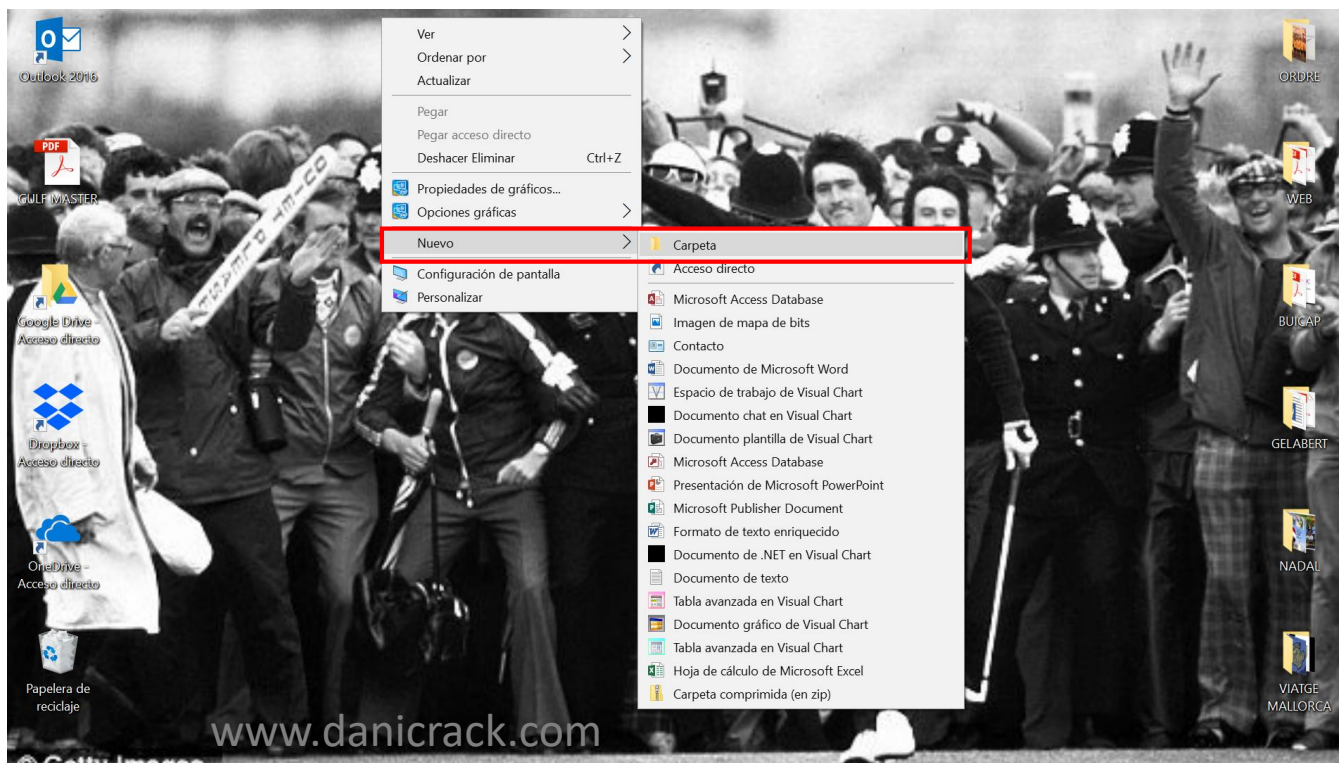 Outlook 2016
PDF
GULF MASTER
Google Drive -
Acceso directo
Dropbox -
Acceso directo
OneDrive -
Acceso directo
Papelera de
reciclaje
Ver
Ordenar por
Actualizar
Pegar
Pegar acceso directo
Deshacer Eliminar Ctrl+Z
Propiedades de gráficos...
Opciones gráficas
Nuevo
Configuración de pantalla
Personalizar
Carpeta
Acceso directo
Microsoft Access Database
Imagen de mapa de bits
Contacto
Documento de Microsoft Word
Espacio de trabajo de Visual Chart
Documento chat en Visual Chart
Documento plantilla de Visual Chart
Microsoft Access Database
Presentación de Microsoft PowerPoint
Microsoft Publisher Document
Formato de texto enriquecido
Documento de .NET en Visual Chart
Documento de texto
Tabla avanzada en Visual Chart
Documento gráfico de Visual Chart
Tabla avanzada en Visual Chart
Hoja de cálculo de Microsoft Excel
Carpeta comprimida (en zip)
ORDRE
WEB
BUICAP
GELABERT
NADAL
VIATGE
MALLORCA
www.danicrack.com
© Getty Images